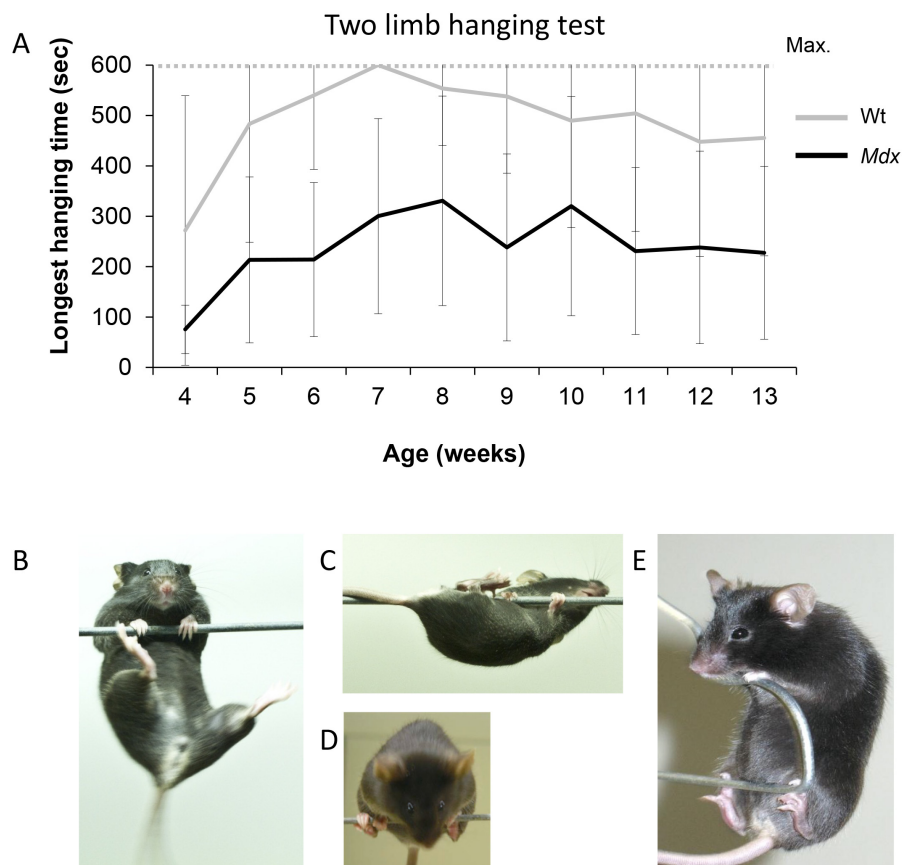 A
Two limb hanging test
Max.
Longest hanging time (sec)
600
500
400
300
200
100
0
Wt
Mdx
4 5 6 7 8 9 10 11 12 13
Age (weeks)
B
C
D
E